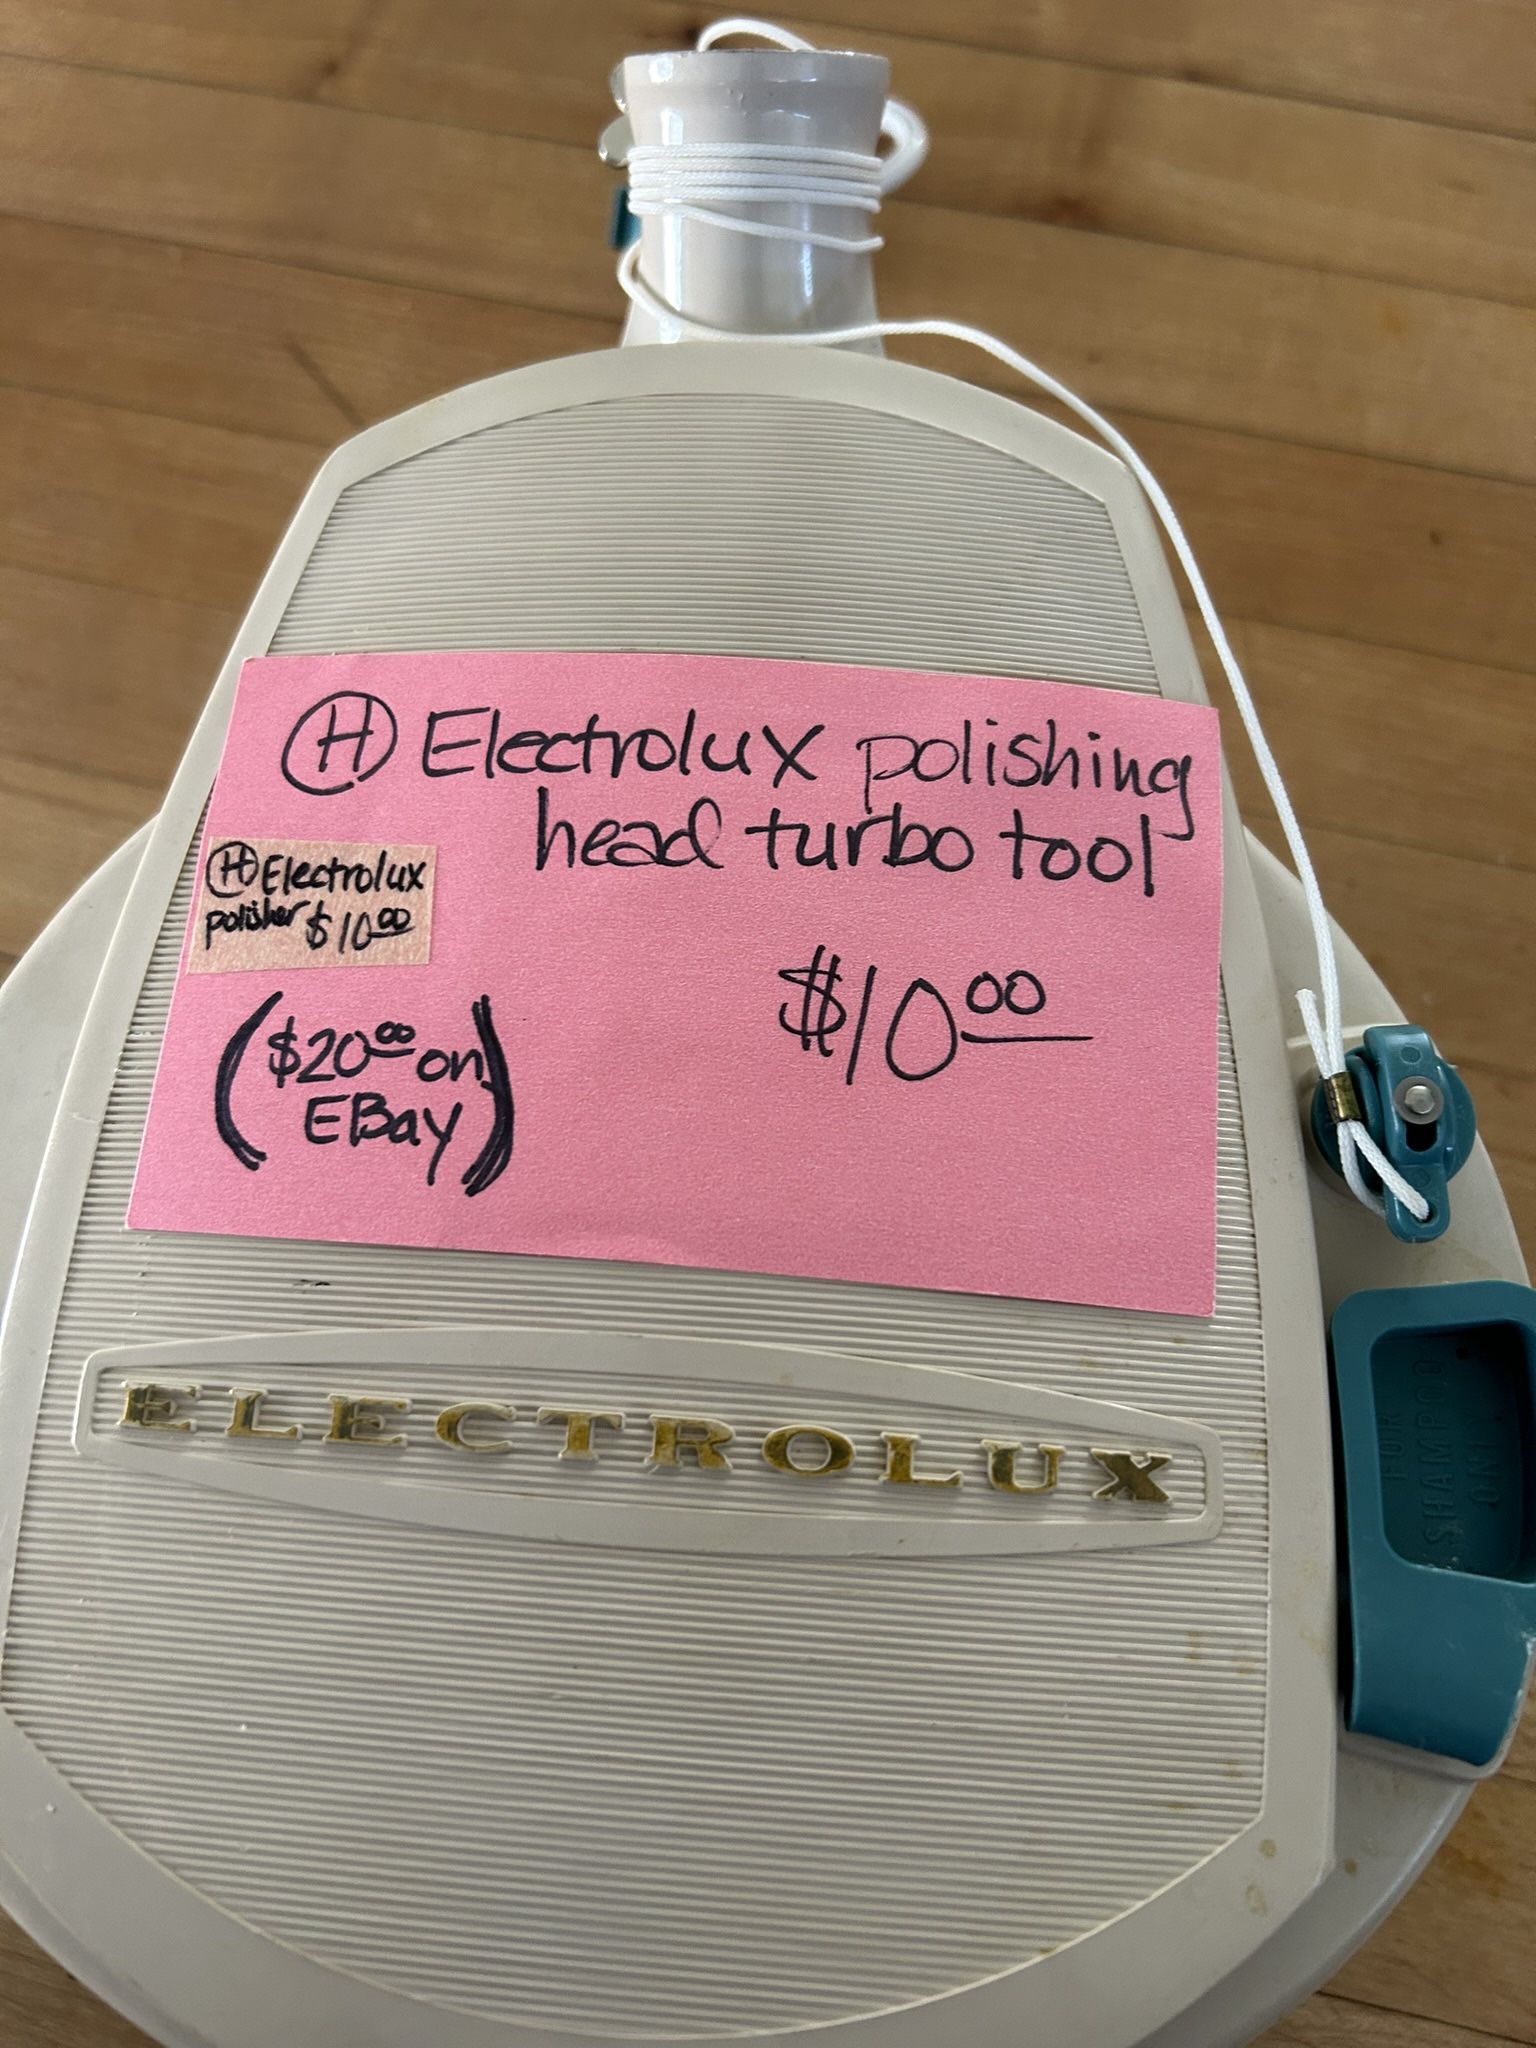 Ⓗ Electrolux polishing
head turbo tool
Ⓗ Electrolux
polisher $10.00
$10.00
($20.00 on
EBay)
ELECTROLUX
FOR
SHAMPOO
ONLY